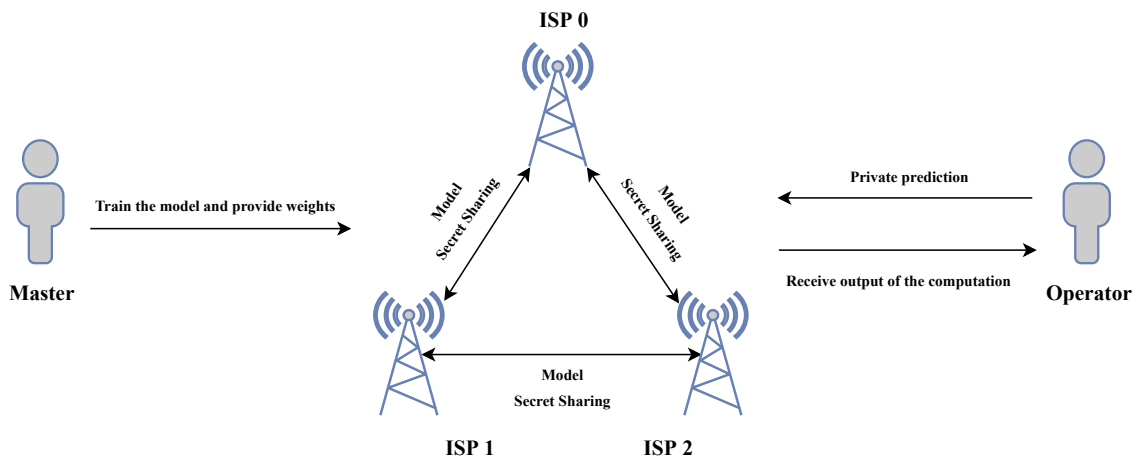 ISP 0
Model
Secret Sharing
Model
Secret Sharing
Train the model and provide weights
Private prediction
Master
Receive output of the computation
Operator
Model
Secret Sharing
ISP 1
ISP 2